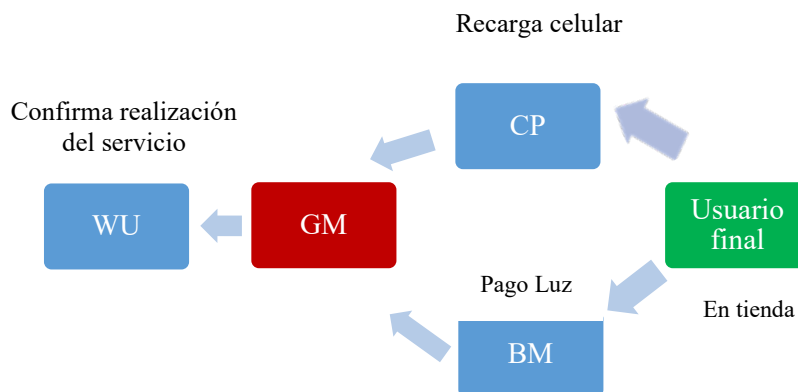 Recarga celular
Confirma realización
del servicio
CP
WU
GM
Usuario
final
Pago Luz
En tienda
BM